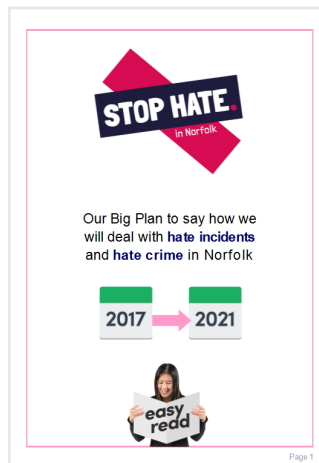 STOP HATE.
in Norfolk
Our Big Plan to say how we
will deal with hate incidents
and hate crime in Norfolk
2017 2021
easy
read
Page 1